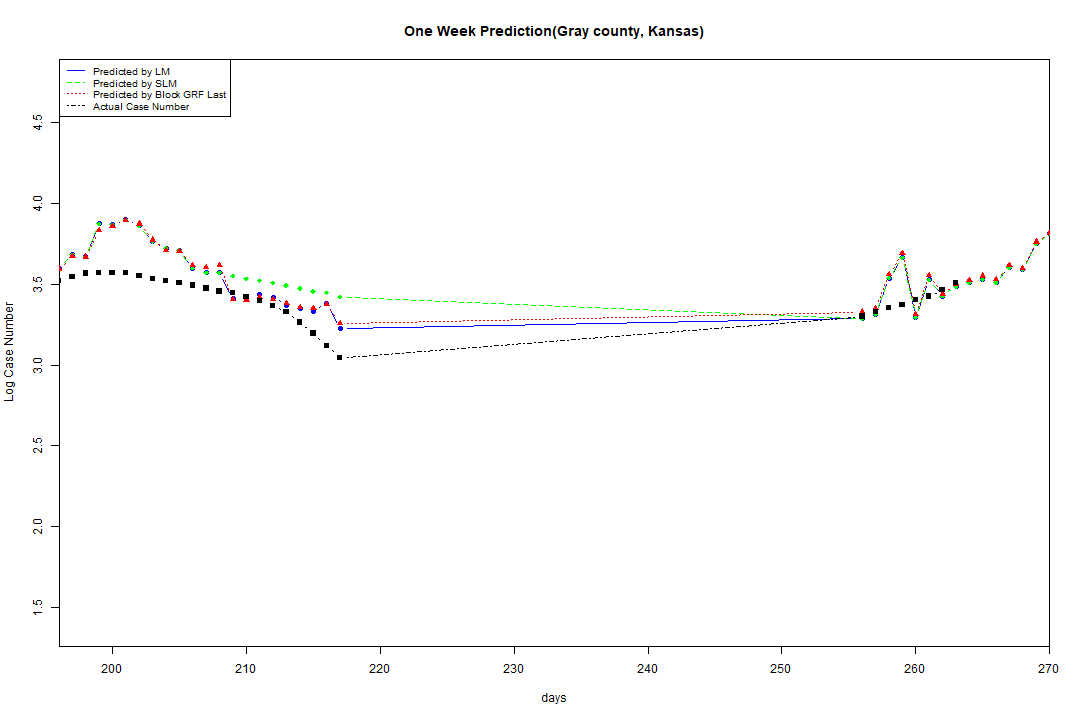 One Week Prediction(Gray county, Kansas)
Predicted by LM
Predicted by SLM
Predicted by Block GRF Last
Actual Case Number
4.5
4.0
3.5
3.0
2.5
2.0
1.5
Log Case Number
200 210 220 230 240 250 260 270
days